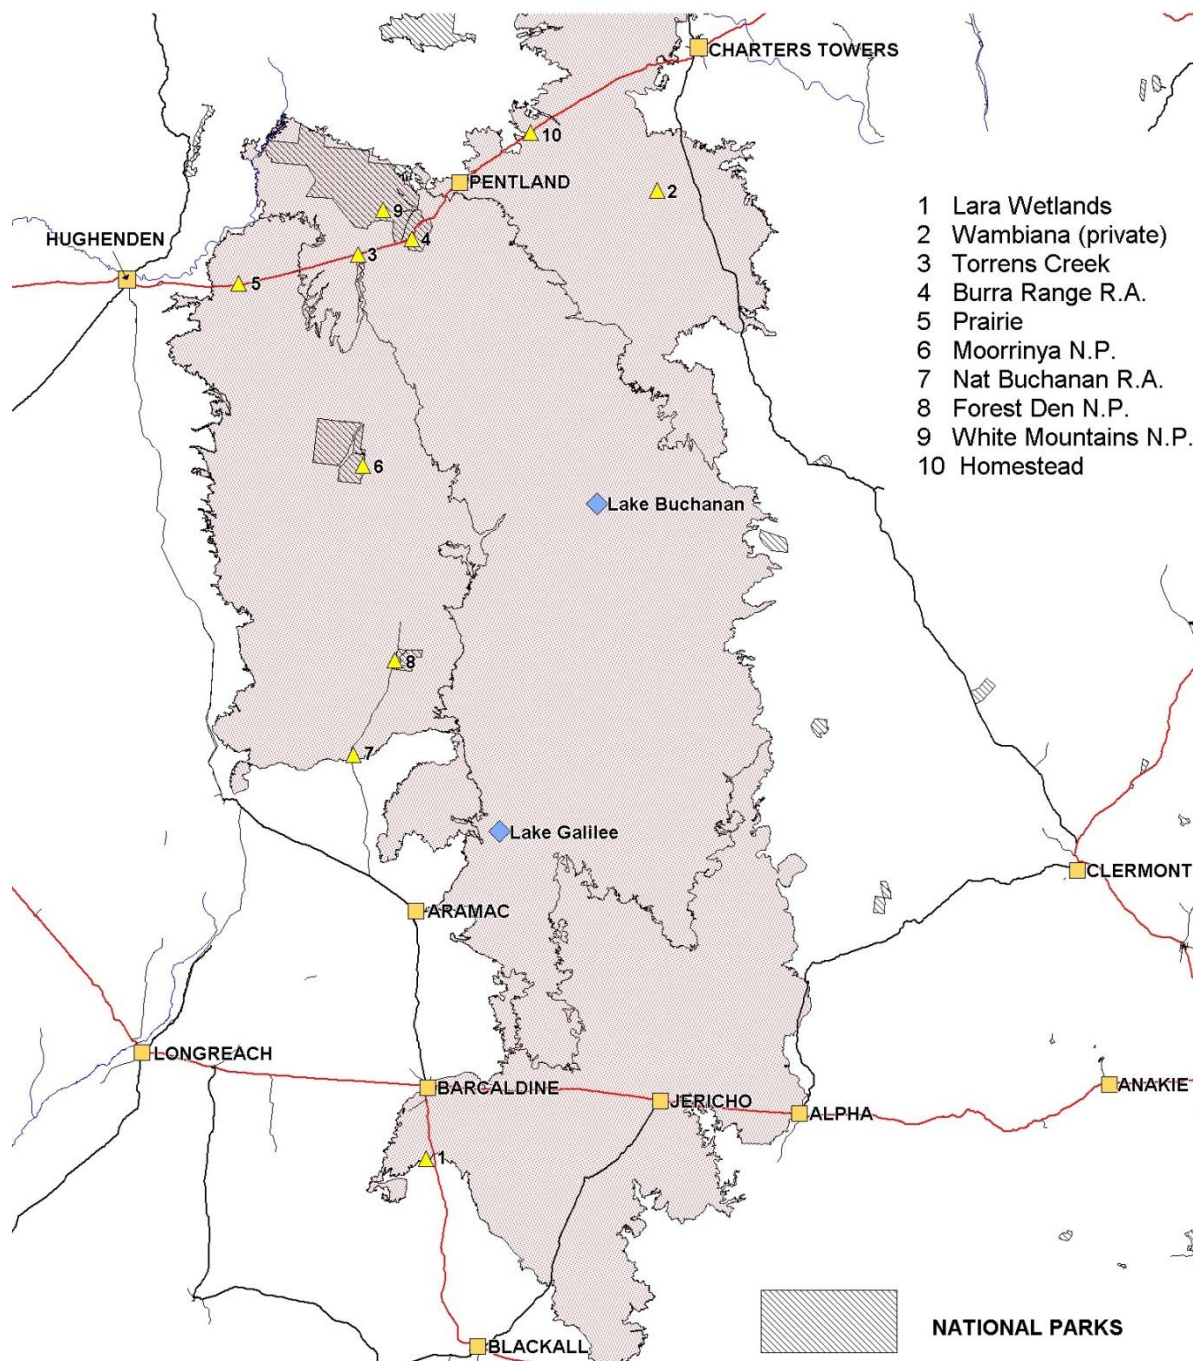 CHARTERS TOWERS
10
PENTLAND
2
9
HUGHENDEN
4
3
5
1 Lara Wetlands
2 Wambiana (private)
3 Torrens Creek
4 Burra Range R.A.
5 Prairie
6 Moorrinya N.P.
7 Nat Buchanan R.A.
8 Forest Den N.P.
9 White Mountains N.P.
10 Homestead
6
Lake Buchanan
8
7
Lake Galilee
CLERMONT
ARAMAC
LONGREACH
BARCALDINE
ANAKIE
JERICHO
ALPHA
1
NATIONAL PARKS
BLACKALL